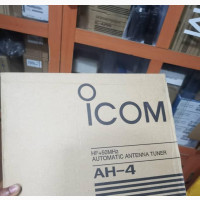 ICOM
HF+50MHz
AUTOMATIC ANTENNA TUNER
AH-4